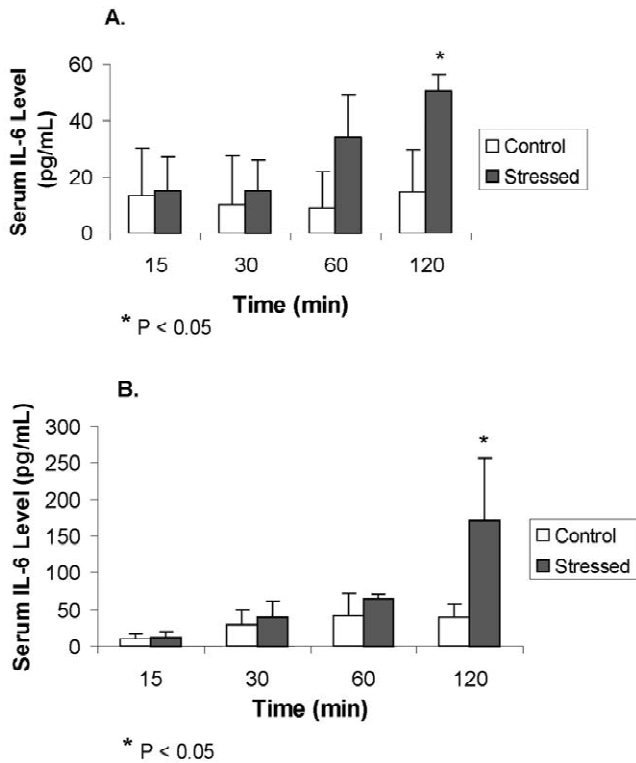 A.
Serum IL-6 Level
(pg/mL)
60
40
20
0
*
Control
Stressed
15 30 60 120
Time (min)
* P < 0.05
B.
Serum IL-6 Level (pg/mL)
300
250
200
150
100
50
0
*
Control
Stressed
15 30 60 120
Time (min)
* P < 0.05